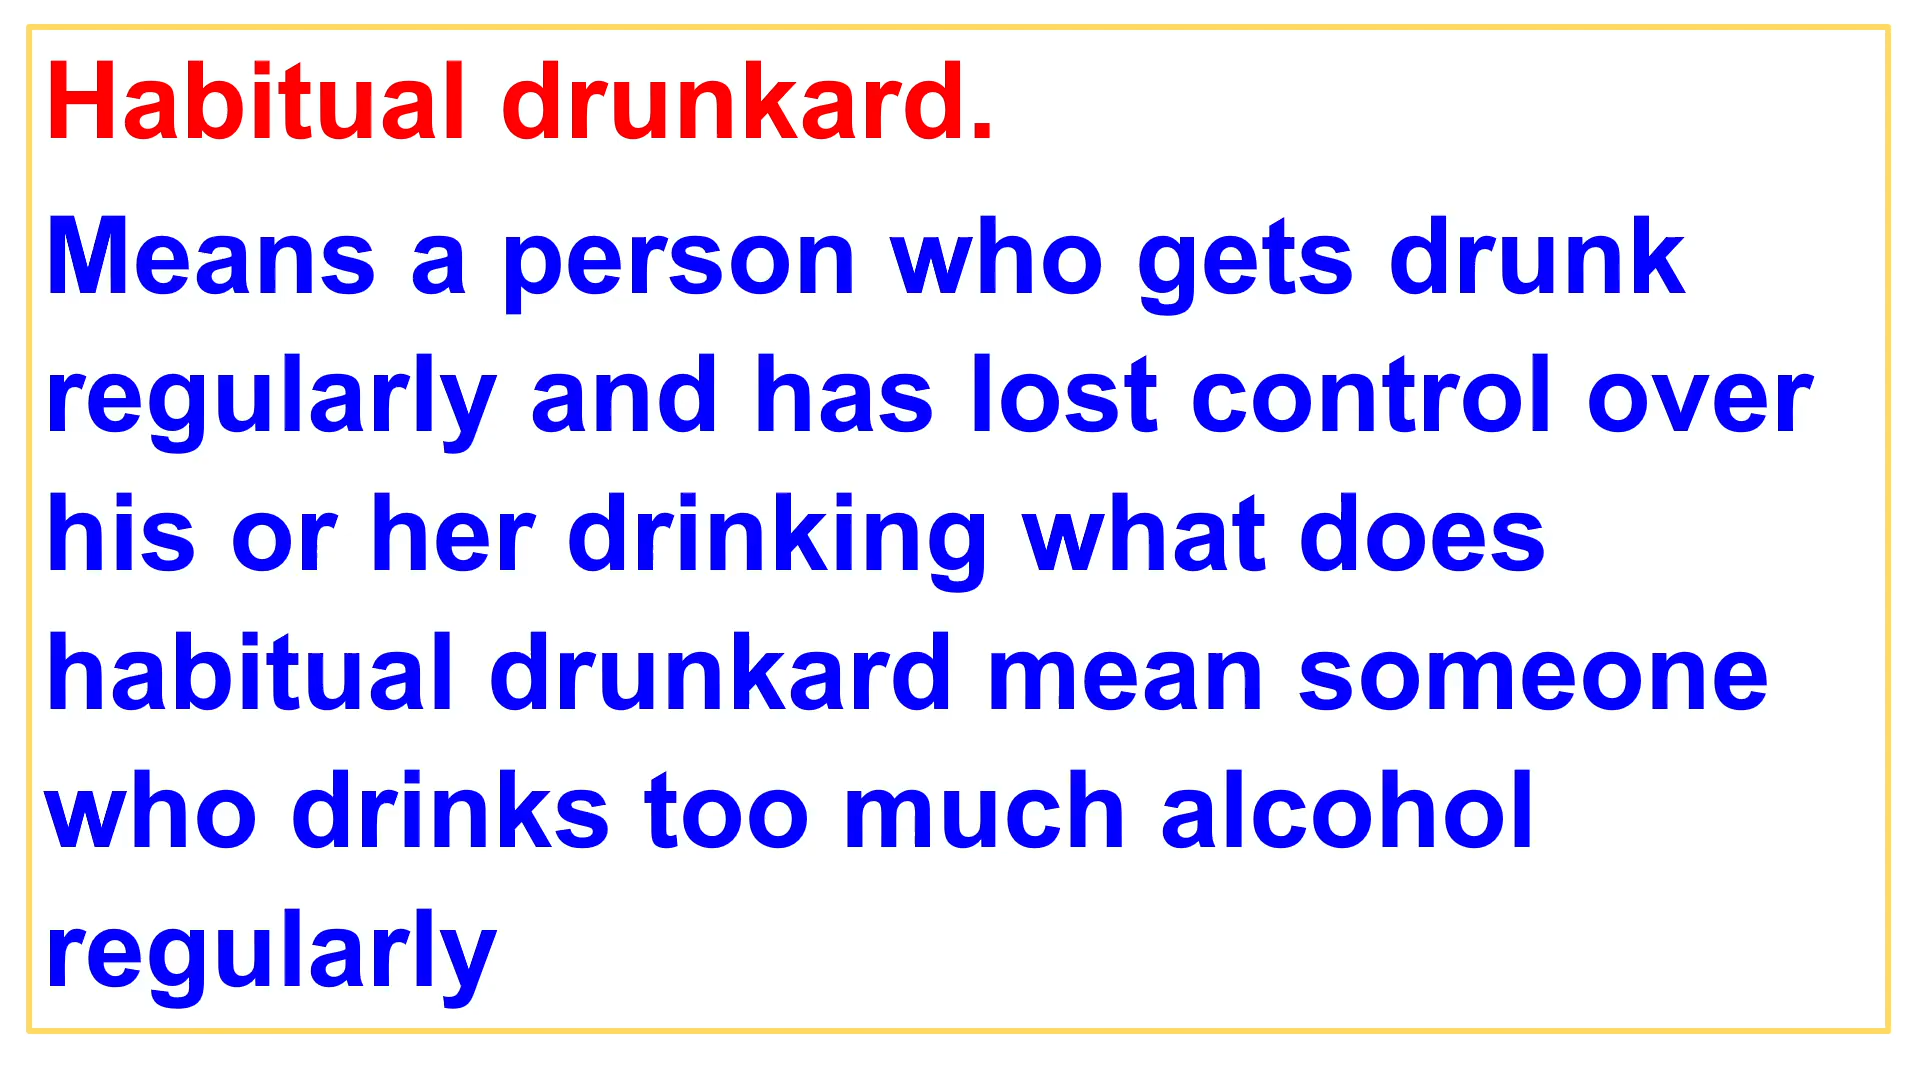 Habitual drunkard.
Means a person who gets drunk
regularly and has lost control over
his or her drinking what does
habitual drunkard mean someone
who drinks too much alcohol
regularly